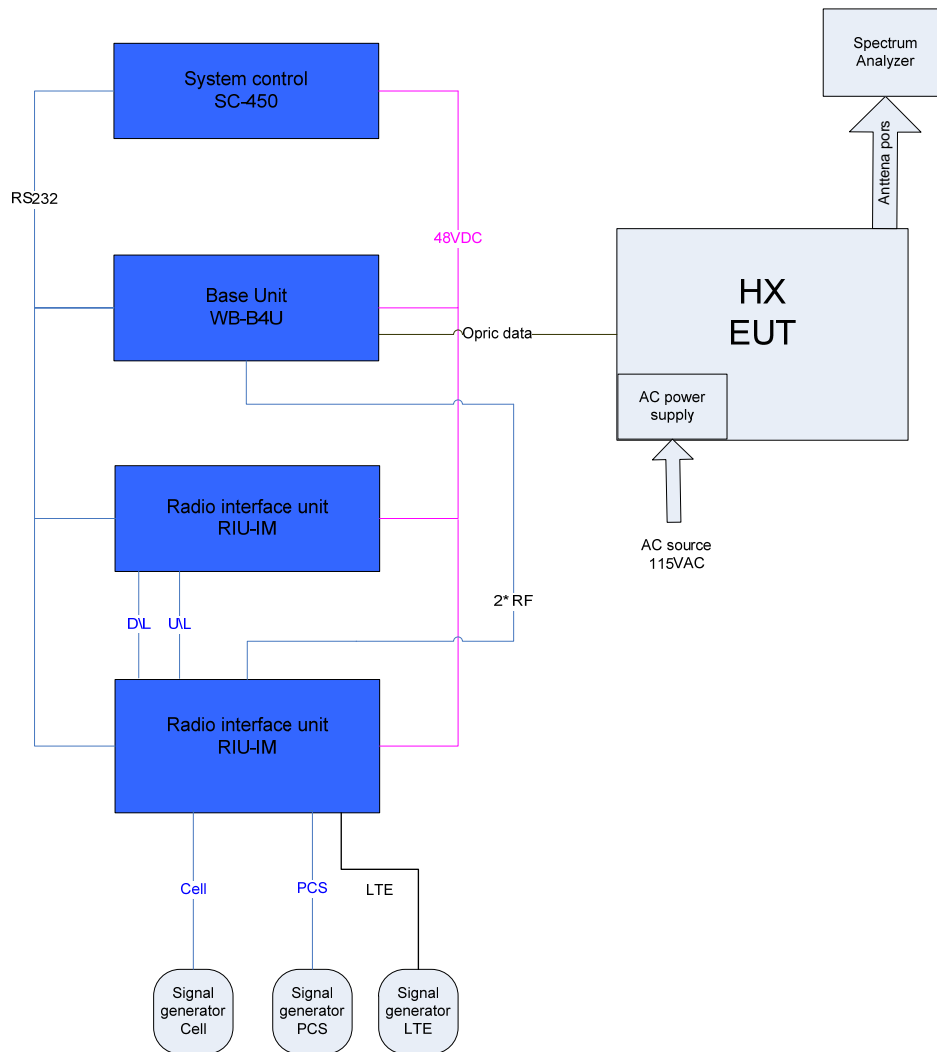 Spectrum
Analyzer
System control
SC-450
Anttena pors
RS232
48VDC
Base Unit
WB-B4U
Opric data
HX
EUT
AC power
supply
Radio interface unit
RIU-IM
AC source
115VAC
2* RF
D\L
U\L
Radio interface unit
RIU-IM
Cell
PCS
LTE
Signal
generator
Cell
Signal
generator
PCS
Signal
generator
LTE